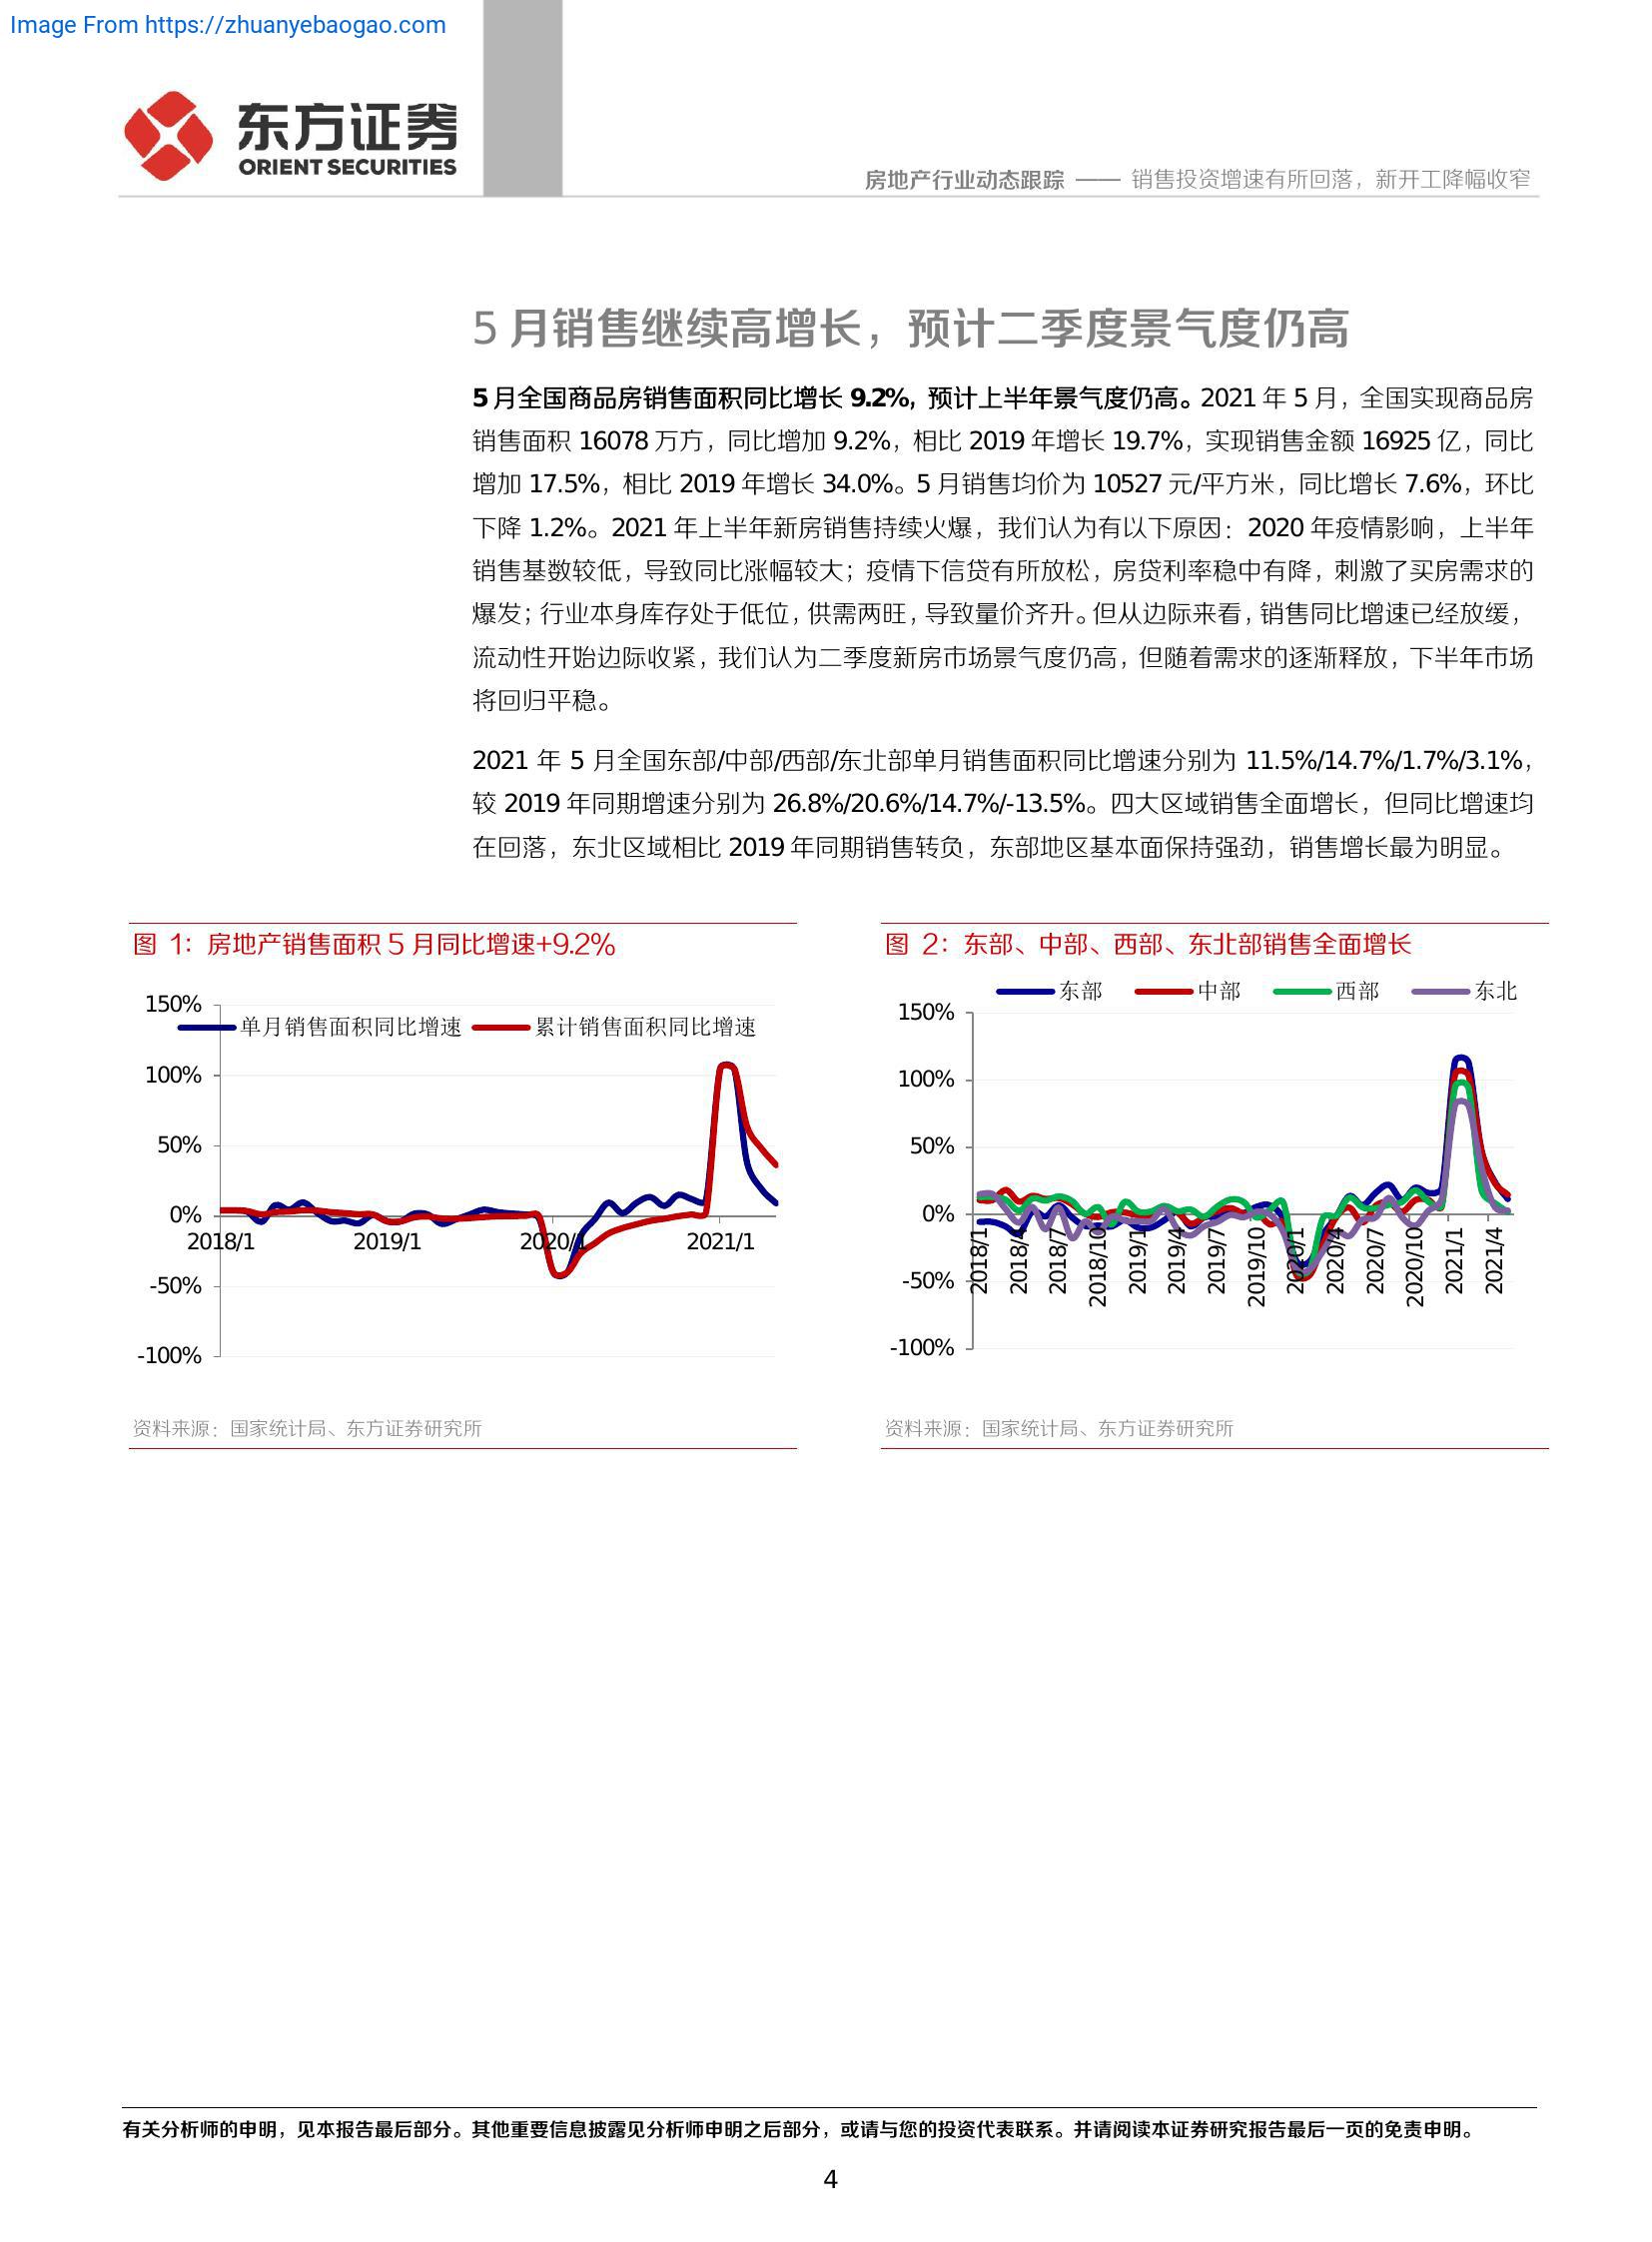 Image From https://zhuanyebaogao.com
东方证券
ORIENT SECURITIES
房地产行业动态跟踪 —— 销售投资增速有所回落，新开工降幅收窄
5 月销售继续高增长，预计二季度景气度仍高
5 月全国商品房销售面积同比增长 9.2%，预计上半年景气度仍高。2021 年 5 月，全国实现商品房
销售面积 16078 万方，同比增加 9.2%，相比 2019 年增长 19.7%，实现销售金额 16925 亿，同比
增加 17.5%，相比 2019 年增长 34.0%。5 月销售均价为 10527 元/平方米，同比增长 7.6%，环比
下降 1.2%。2021 年上半年新房销售持续火爆，我们认为有以下原因：2020 年疫情影响，上半年
销售基数较低，导致同比涨幅较大；疫情下信贷有所放松，房贷利率稳中有降，刺激了买房需求的
爆发；行业本身库存处于低位，供需两旺，导致量价齐升。但从边际来看，销售同比增速已经放缓，
流动性开始边际收紧，我们认为二季度新房市场景气度仍高，但随着需求的逐渐释放，下半年市场
将回归平稳。
2021 年 5 月全国东部/中部/西部/东北部单月销售面积同比增速分别为 11.5%/14.7%/1.7%/3.1%，
较 2019 年同期增速分别为 26.8%/20.6%/14.7%/-13.5%。四大区域销售全面增长，但同比增速均
在回落，东北区域相比 2019 年同期销售转负，东部地区基本面保持强劲，销售增长最为明显。
图 1：房地产销售面积 5 月同比增速+9.2%
150%
单月销售面积同比增速 累计销售面积同比增速
100%
50%
0%
2018/1 2019/1 2020/1 2021/1
-50%
-100%
资料来源：国家统计局、东方证券研究所
图 2：东部、中部、西部、东北部销售全面增长
东部 中部 西部 东北
150%
100%
50%
0%
-50%
-100%
2018/1 2018/4 2018/7 2018/10 2019/1 2019/4 2019/7 2019/10 2020/1 2020/4 2020/7 2020/10 2021/1 2021/4
资料来源：国家统计局、东方证券研究所
有关分析师的申明，见本报告最后部分。其他重要信息披露见分析师申明之后部分，或请与您的投资代表联系。并请阅读本证券研究报告最后一页的免责申明。
4